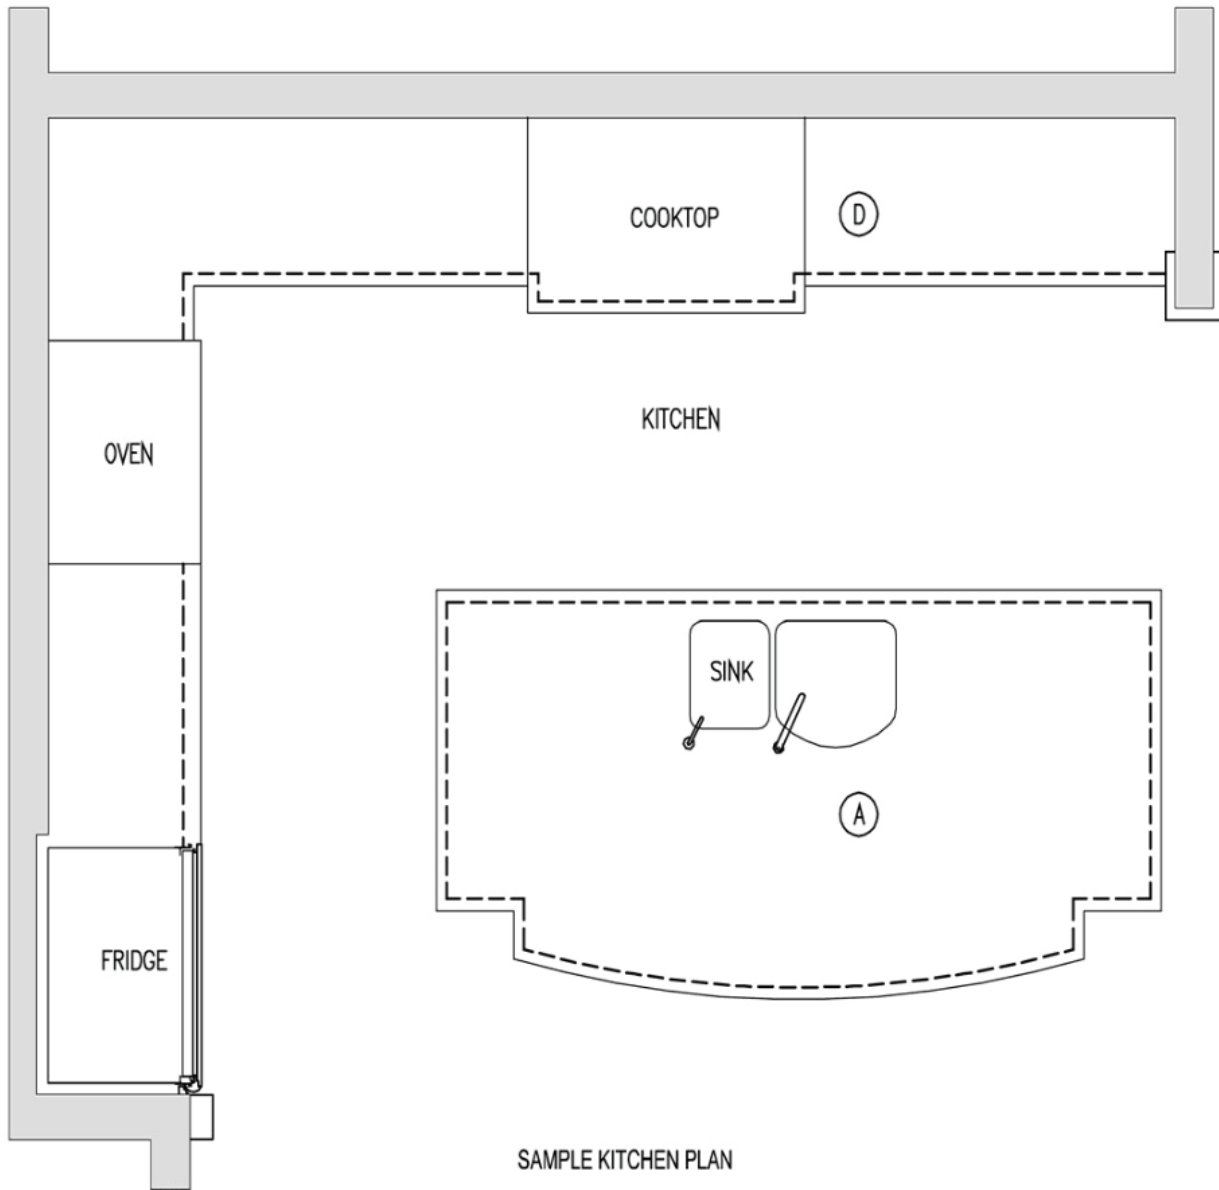 COOKTOP
D
KITCHEN
OVEN
SINK
A
FRIDGE
SAMPLE KITCHEN PLAN